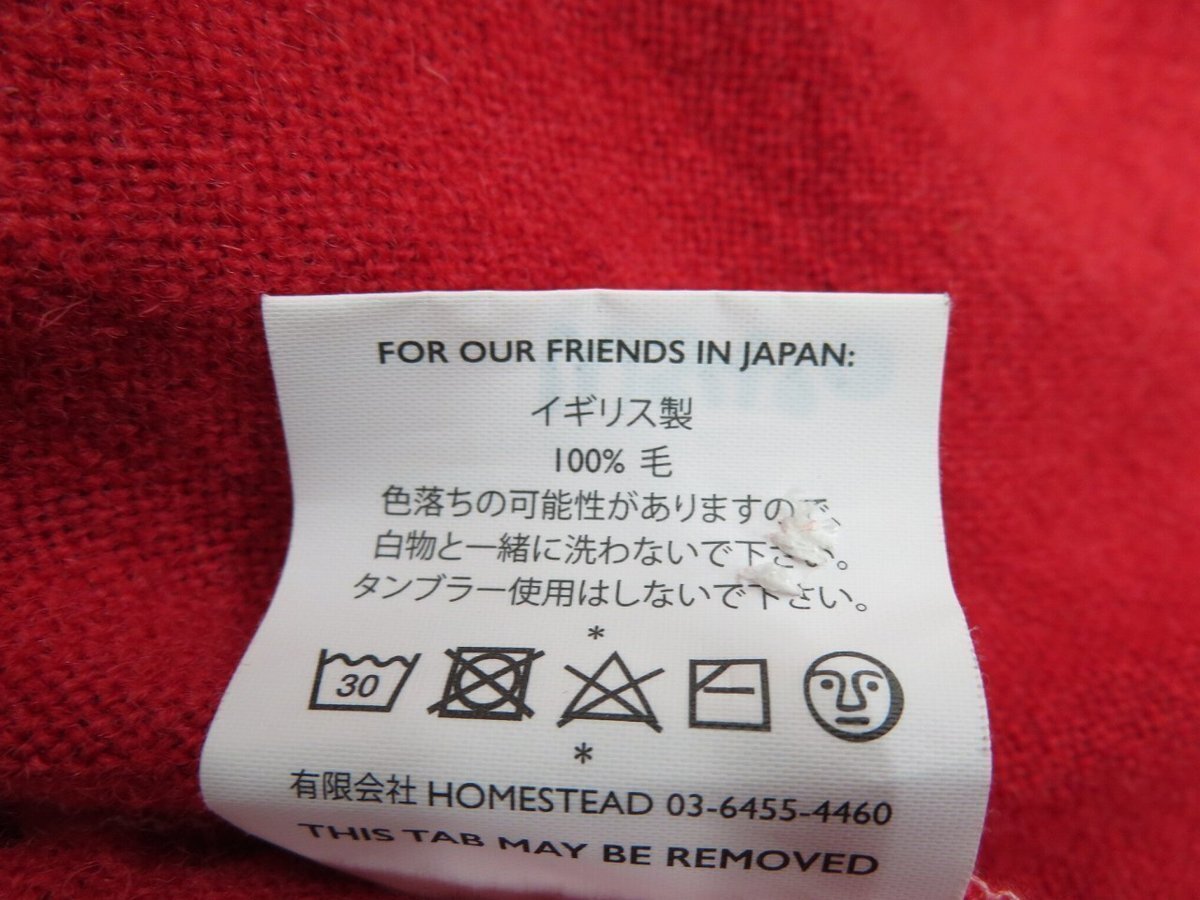 FOR OUR FRIENDS IN JAPAN:
イギリス製
100% 毛
色落ちの可能性がありますので、
白物と一緒に洗わないで下さい。
タンブラー使用はしないで下さい。
*
30
*
有限会社 HOMESTEAD 03-6455-4460
THIS TAB MAY BE REMOVED